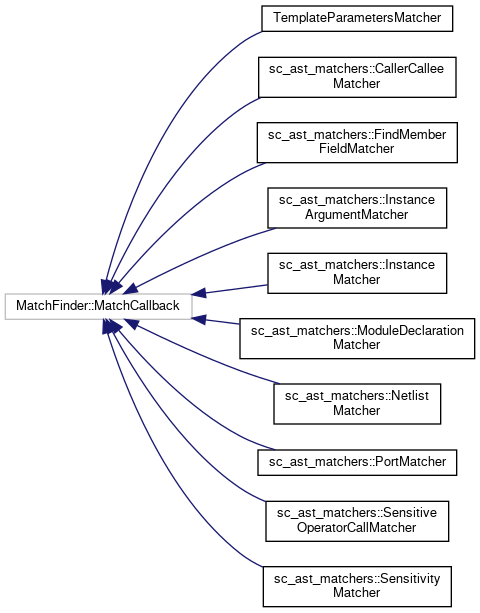 TemplateParametersMatcher
sc_ast_matchers::CallerCallee
Matcher
sc_ast_matchers::FindMember
FieldMatcher
sc_ast_matchers::Instance
ArgumentMatcher
sc_ast_matchers::Instance
Matcher
MatchFinder::MatchCallback
sc_ast_matchers::ModuleDeclaration
Matcher
sc_ast_matchers::Netlist
Matcher
sc_ast_matchers::PortMatcher
sc_ast_matchers::Sensitive
OperatorCallMatcher
sc_ast_matchers::Sensitivity
Matcher